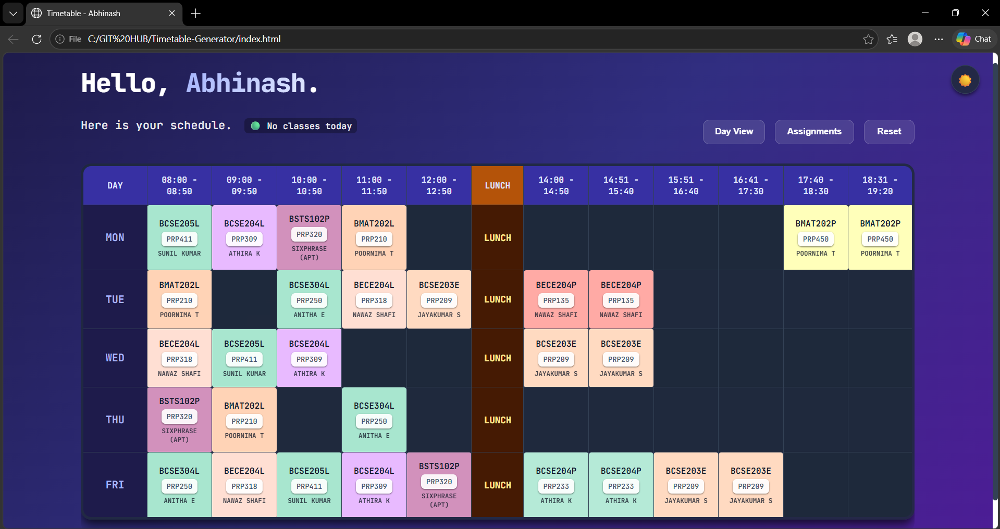 Timetable - Abhinash
File C:/GIT%20HUB/Timetable-Generator/index.html
Chat
Hello, Abhinash.
Here is your schedule. No classes today
Day View Assignments Reset
DAY 08:00 - 08:50 09:00 - 09:50 10:00 - 10:50 11:00 - 11:50 12:00 - 12:50 LUNCH 14:00 - 14:50 14:51 - 15:40 15:51 - 16:40 16:41 - 17:30 17:40 - 18:30 18:31 - 19:20
MON
BCSE205L PRP411 SUNIL KUMAR
BCSE204L PRP309 ATHIRA K
BSTS102P PRP320 SIXPHRASE (APT)
BMAT202L PRP210 POORNIMA T
LUNCH
BMAT202P PRP450 POORNIMA T
BMAT202P PRP450 POORNIMA T
TUE
BMAT202L PRP210 POORNIMA T
BCSE304L PRP250 ANITHA E
BECE204L PRP318 NAWAZ SHAFI
BCSE203E PRP209 JAYAKUMAR S
LUNCH
BECE204P PRP135 NAWAZ SHAFI
BECE204P PRP135 NAWAZ SHAFI
WED
BECE204L PRP318 NAWAZ SHAFI
BCSE205L PRP411 SUNIL KUMAR
BCSE204L PRP309 ATHIRA K
LUNCH
BCSE203E PRP209 JAYAKUMAR S
BCSE203E PRP209 JAYAKUMAR S
THU
BSTS102P PRP320 SIXPHRASE (APT)
BMAT202L PRP210 POORNIMA T
BCSE304L PRP250 ANITHA E
LUNCH
FRI
BCSE304L PRP250 ANITHA E
BECE204L PRP318 NAWAZ SHAFI
BCSE205L PRP411 SUNIL KUMAR
BCSE204L PRP309 ATHIRA K
BSTS102P PRP320 SIXPHRASE (APT)
LUNCH
BCSE204P PRP233 ATHIRA K
BCSE204P PRP233 ATHIRA K
BCSE203E PRP209 JAYAKUMAR S
BCSE203E PRP209 JAYAKUMAR S